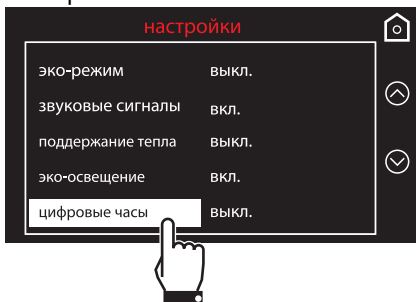 настройки
эко-режим выкл.
звуковые сигналы вкл.
поддержание тепла выкл.
эко-освещение вкл.
цифровые часы выкл.